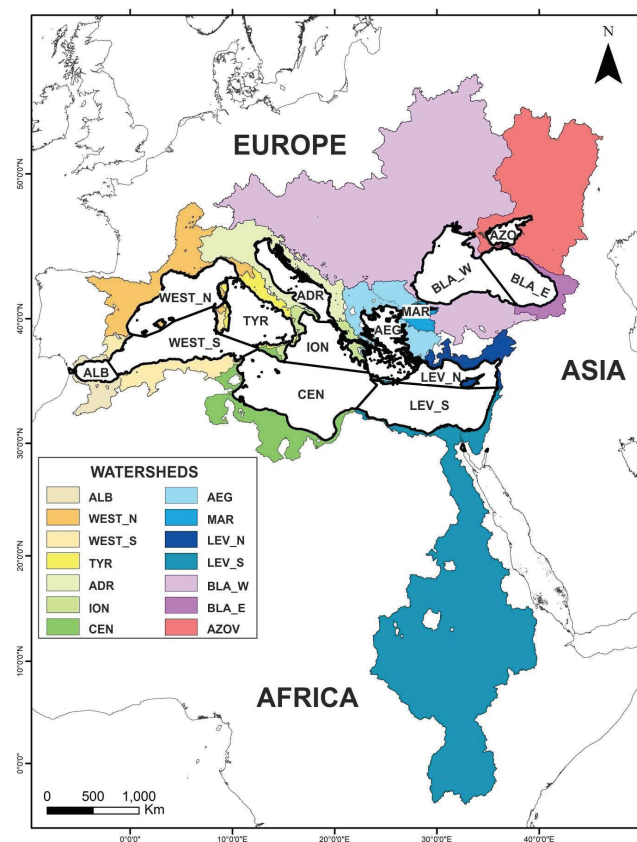 N
EUROPE
50°0'0"N
AZO
BLA_W
BLA_E
WEST_N
ADR
MAR
40°0'0"N
TYR
AEG
WEST_S
ION
ALB
LEV_N
ASIA
CEN
LEV_S
30°0'0"N
WATERSHEDS
ALB
WEST_N
WEST_S
TYR
ADR
ION
CEN
AEG
MAR
LEV_N
LEV_S
BLA_W
BLA_E
AZOV
20°0'0"N
10°0'0"N
AFRICA
0°0'0"
0 500 1,000
Km
0°0'0" 10°0'0"E 20°0'0"E 30°0'0"E 40°0'0"E